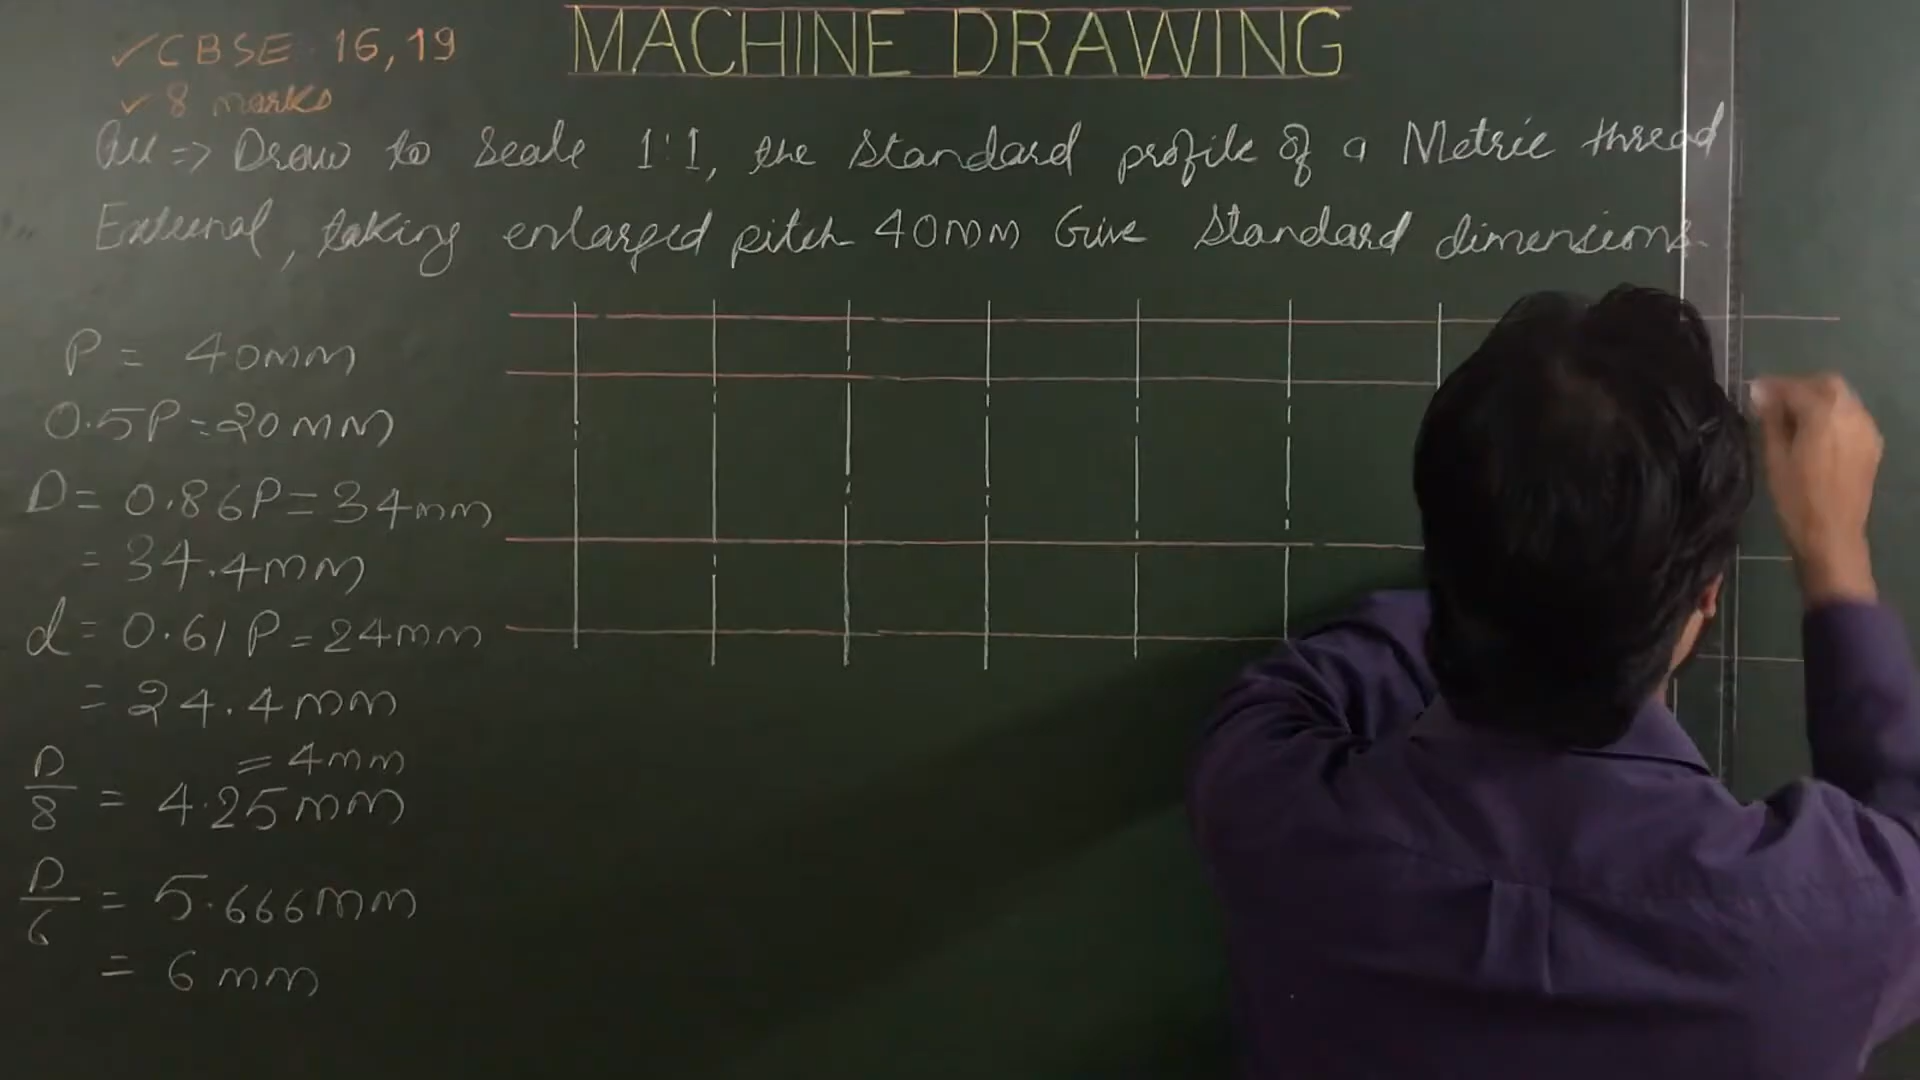 ✓ CBSE 16, 19
✓ 8 marks
MACHINE DRAWING
Qu => Draw to Scale 1:1, the standard profile of a Metric thread
External, taking enlarged pitch 40mm Give Standard dimensions.
P = 40mm
0.5P = 20mm
D = 0.86P = 34mm
= 34.4mm
d = 0.61P = 24mm
= 24.4mm
= 4mm
D/8 = 4.25mm
D/6 = 5.666mm
= 6mm